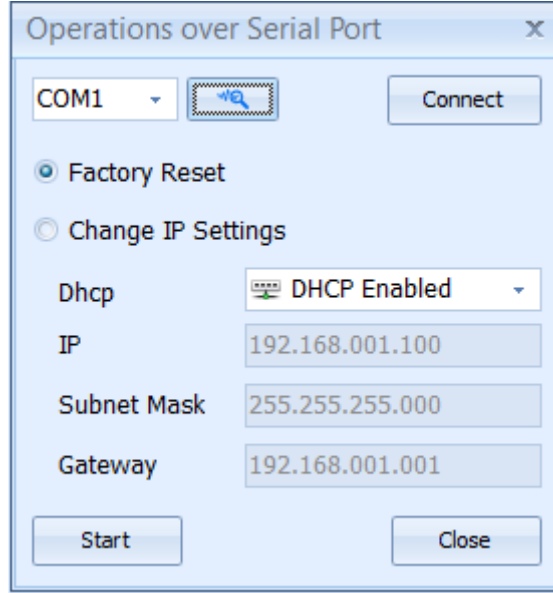 Operations over Serial Port
COM1 Connect
Factory Reset
Change IP Settings
Dhcp DHCP Enabled
IP 192.168.001.100
Subnet Mask 255.255.255.000
Gateway 192.168.001.001
Start Close